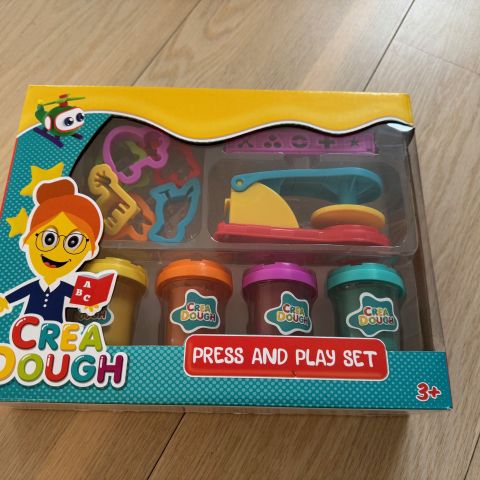 A
B C
CREA
DOUGH
CREA
DOUGH
CREA
DOUGH
CREA
DOUGH
PRESS AND PLAY SET
3+